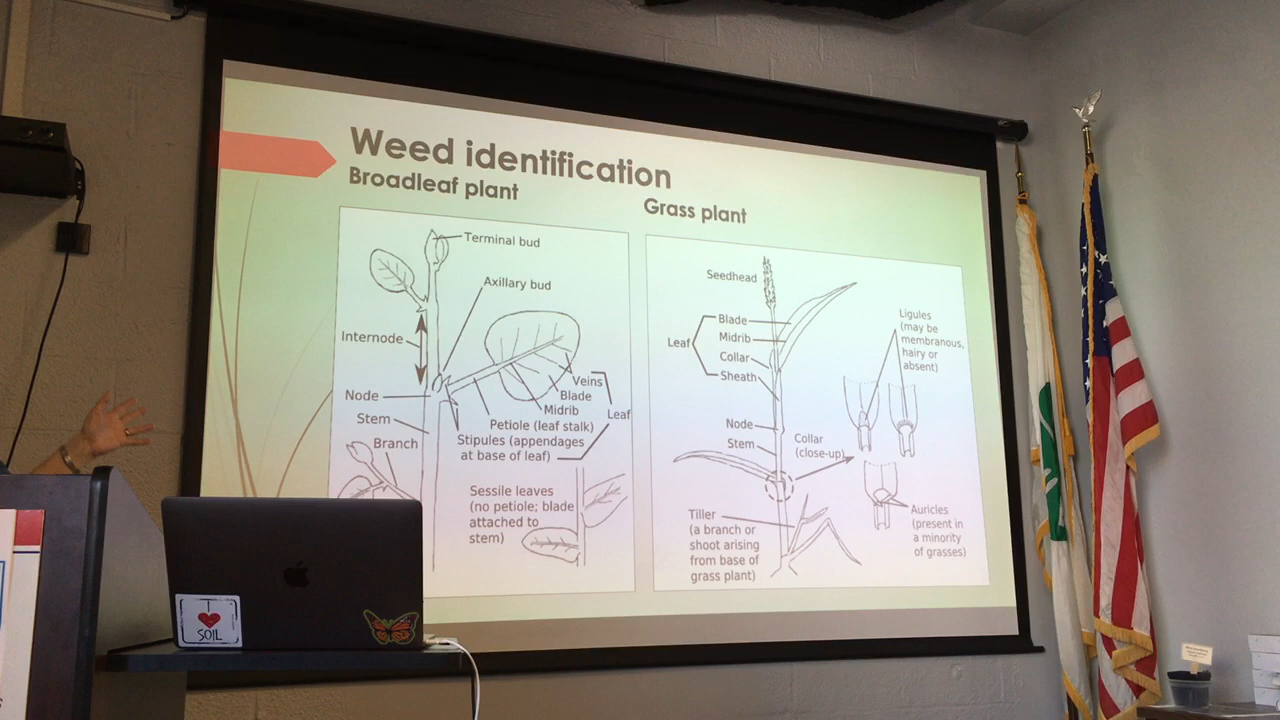 Weed identification
Broadleaf plant
Grass plant
Terminal bud
Axillary bud
Internode
Node
Stem
Branch
Veins
Blade
Midrib
Leaf
Petiole (leaf stalk)
Stipules (appendages
at base of leaf)
Sessile leaves
(no petiole; blade
attached to
stem)
Seedhead
Leaf
Blade
Midrib
Collar
Sheath
Node
Stem
Ligules
(may be
membranous,
hairy or
absent)
Collar
(close-up)
Tiller
(a branch or
shoot arising
from base of
grass plant)
Auricles
(present in
a minority
of grasses)
I
SOIL